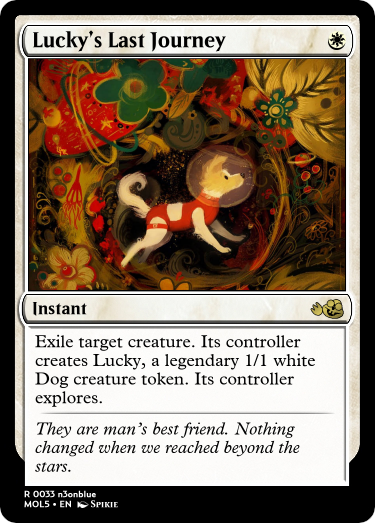 Lucky's Last Journey
Instant
Exile target creature. Its controller
creates Lucky, a legendary 1/1 white
Dog creature token. Its controller
explores.
They are man's best friend. Nothing
changed when we reached beyond the
stars.
R 0033 n3onblue
MOL5 • EN Spikie